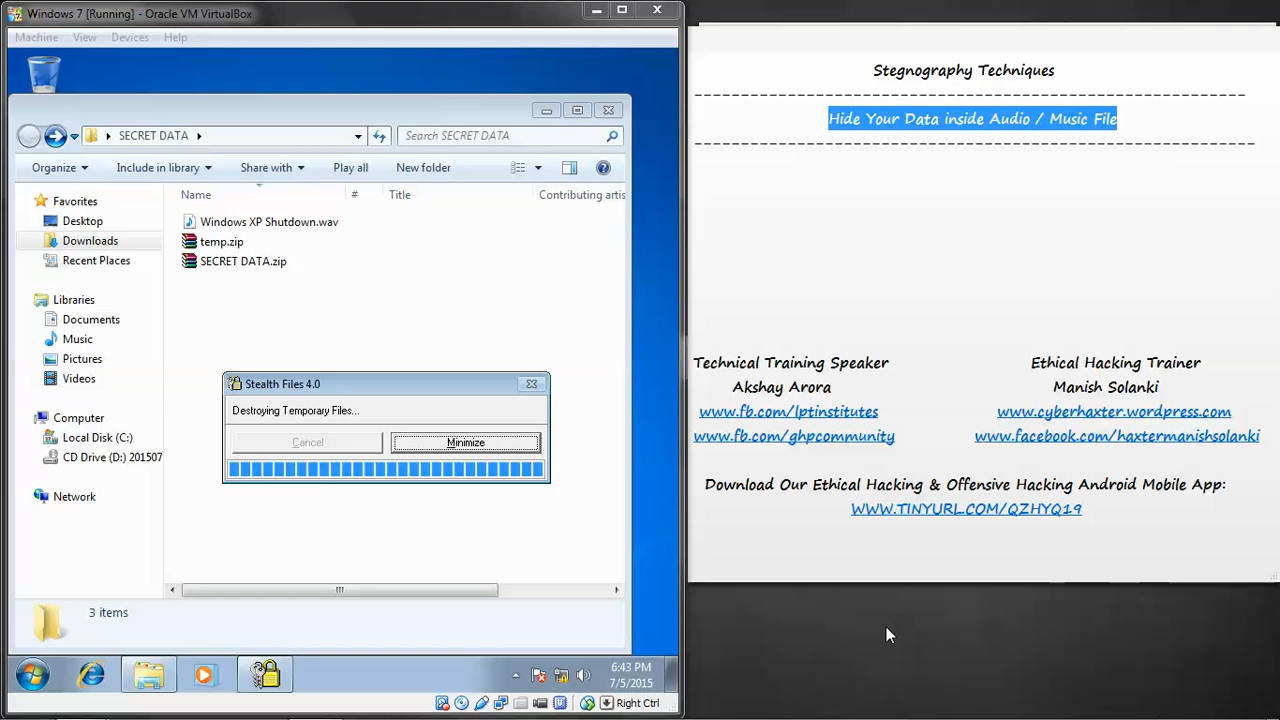 Windows 7 [Running] - Oracle VM VirtualBox
Machine View Devices Help
SECRET DATA
Search SECRET DATA
Organize Include in library Share with Play all New folder
Name # Title Contributing artis
Favorites
Desktop
Downloads
Recent Places
Libraries
Documents
Music
Pictures
Videos
Computer
Local Disk (C:)
CD Drive (D:) 201507
Network
Windows XP Shutdown.wav
temp.zip
SECRET DATA.zip
Stealth Files 4.0
Destroying Temporary Files...
Cancel Minimize
3 items
6:43 PM
7/5/2015
Right Ctrl
Stegnography Techniques
--------------------------------------------------------------
Hide Your Data inside Audio / Music File
---------------------------------------------------------------
Technical Training Speaker
Akshay Arora
www.fb.com/lptinstitutes
www.fb.com/ghpcommunity
Ethical Hacking Trainer
Manish Solanki
www.cyberhaxter.wordpress.com
www.facebook.com/haxtermanishsolanki
Download Our Ethical Hacking & Offensive Hacking Android Mobile App:
WWW.TINYURL.COM/QZHYQ19